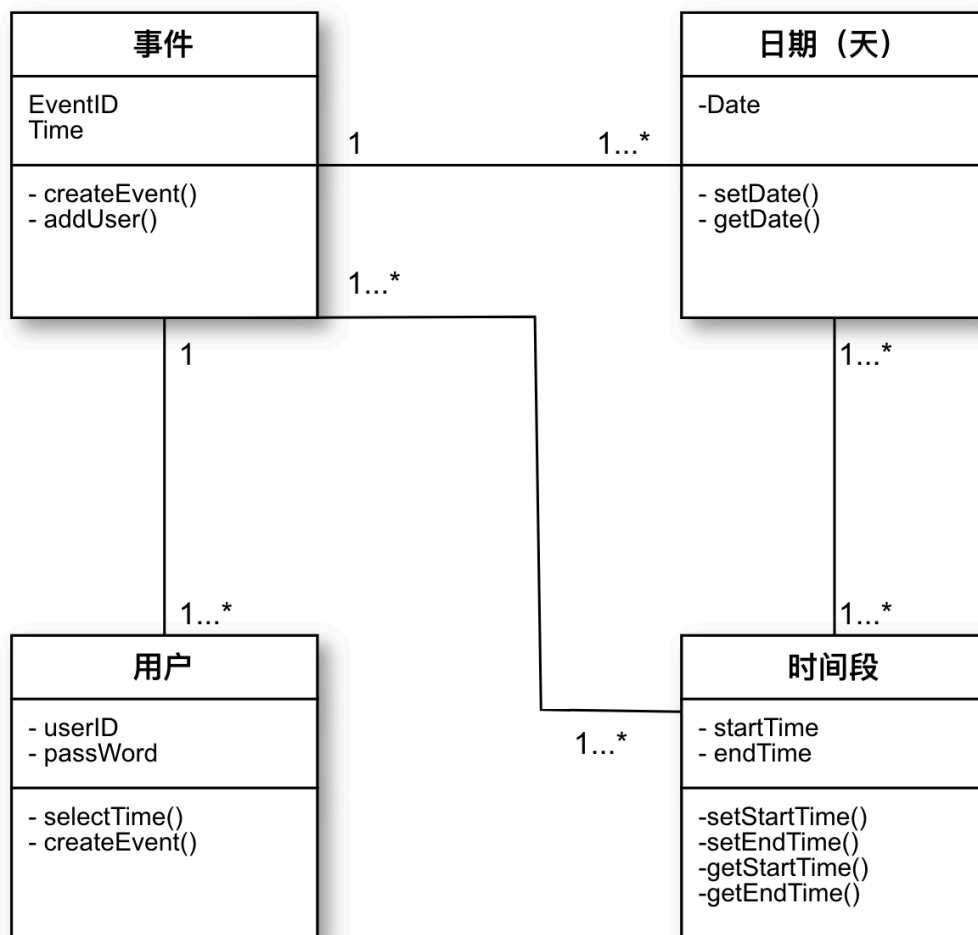 事件
EventID
Time
- createEvent()
- addUser()
1
1...*
日期（天）
-Date
- setDate()
- getDate()
1...*
1
1...*
1...*
1...*
1...*
用户
- userID
- passWord
- selectTime()
- createEvent()
时间段
- startTime
- endTime
-setStartTime()
-setEndTime()
-getStartTime()
-getEndTime()